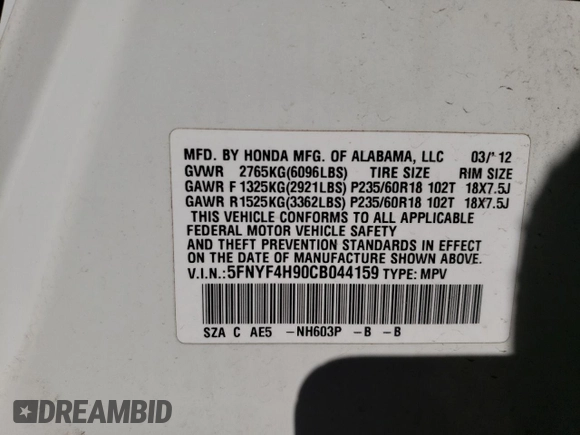 MFD. BY HONDA MFG. OF ALABAMA, LLC 03/'12
GVWR 2765KG(6096LBS) TIRE SIZE RIM SIZE
GAWR F 1325KG(2921LBS) P235/60R18 102T 18X7.5J
GAWR R1525KG(3362LBS) P235/60R18 102T 18X7.5J
THIS VEHICLE CONFORMS TO ALL APPLICABLE
FEDERAL MOTOR VEHICLE SAFETY
AND THEFT PREVENTION STANDARDS IN EFFECT
ON THE DATE OF MANUFACTURE SHOWN ABOVE.
V.I.N.:5FNYF4H90CB044159 TYPE: MPV
SZA C AE5 -NH603P -B -B
DREAMBID